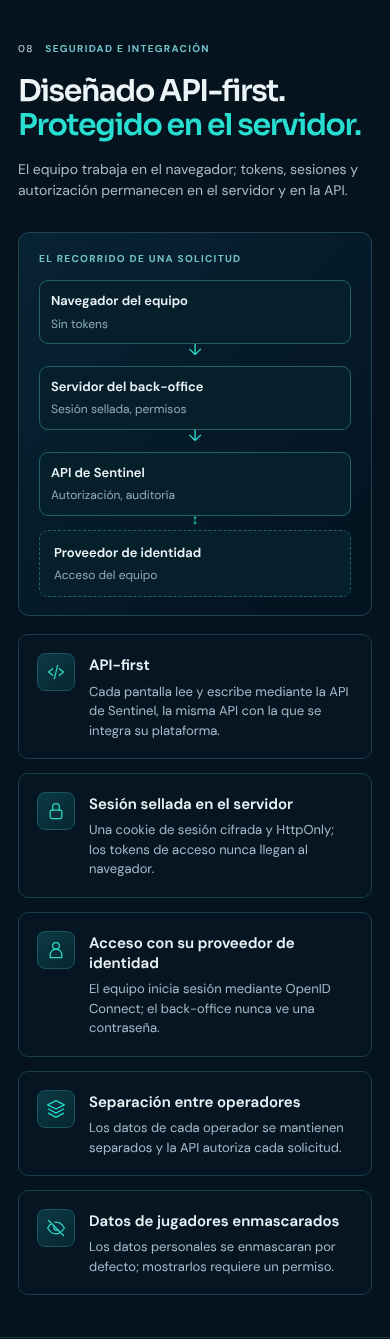 08 SEGURIDAD E INTEGRACIÓN
Diseñado API-first.
Protegido en el servidor.
El equipo trabaja en el navegador; tokens, sesiones y
autorización permanecen en el servidor y en la API.
EL RECORRIDO DE UNA SOLICITUD
Navegador del equipo
Sin tokens
Servidor del back-office
Sesión sellada, permisos
API de Sentinel
Autorización, auditoría
Proveedor de identidad
Acceso del equipo
API-first
Cada pantalla lee y escribe mediante la API
de Sentinel, la misma API con la que se
integra su plataforma.
Sesión sellada en el servidor
Una cookie de sesión cifrada y HttpOnly;
los tokens de acceso nunca llegan al
navegador.
Acceso con su proveedor de
identidad
El equipo inicia sesión mediante OpenID
Connect; el back-office nunca ve una
contraseña.
Separación entre operadores
Los datos de cada operador se mantienen
separados y la API autoriza cada solicitud.
Datos de jugadores enmascarados
Los datos personales se enmascaran por
defecto; mostrarlos requiere un permiso.